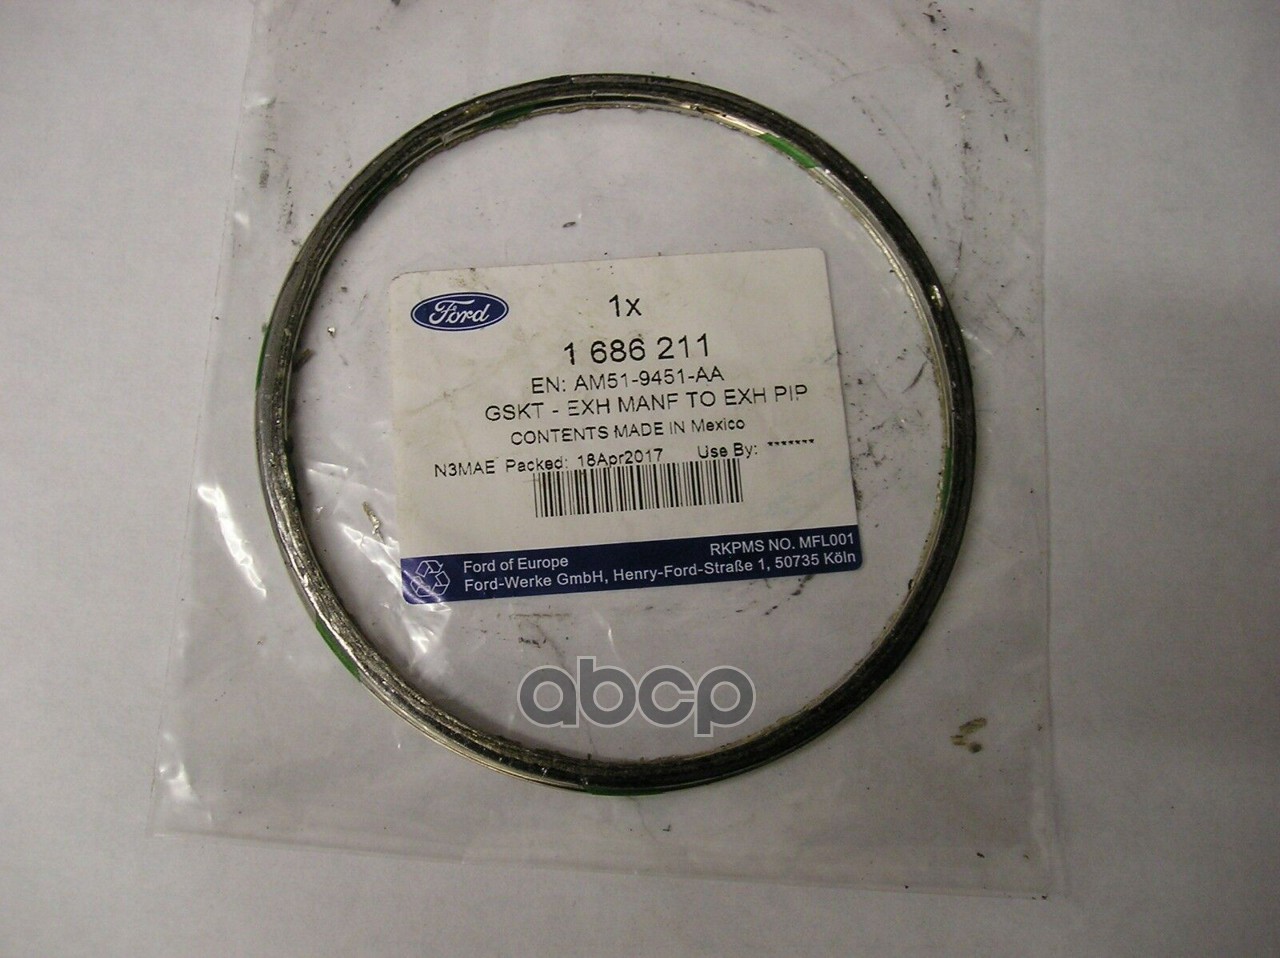 Ford
1x
1 686 211
EN: AM51-9451-AA
GSKT - EXH MANF TO EXH PIP
CONTENTS MADE IN Mexico
N3MAE Packed: 18Apr2017 Use By: *******
RKPMS NO. MFL001
Ford of Europe
Ford-Werke GmbH, Henry-Ford-Straße 1, 50735 Köln
abcp